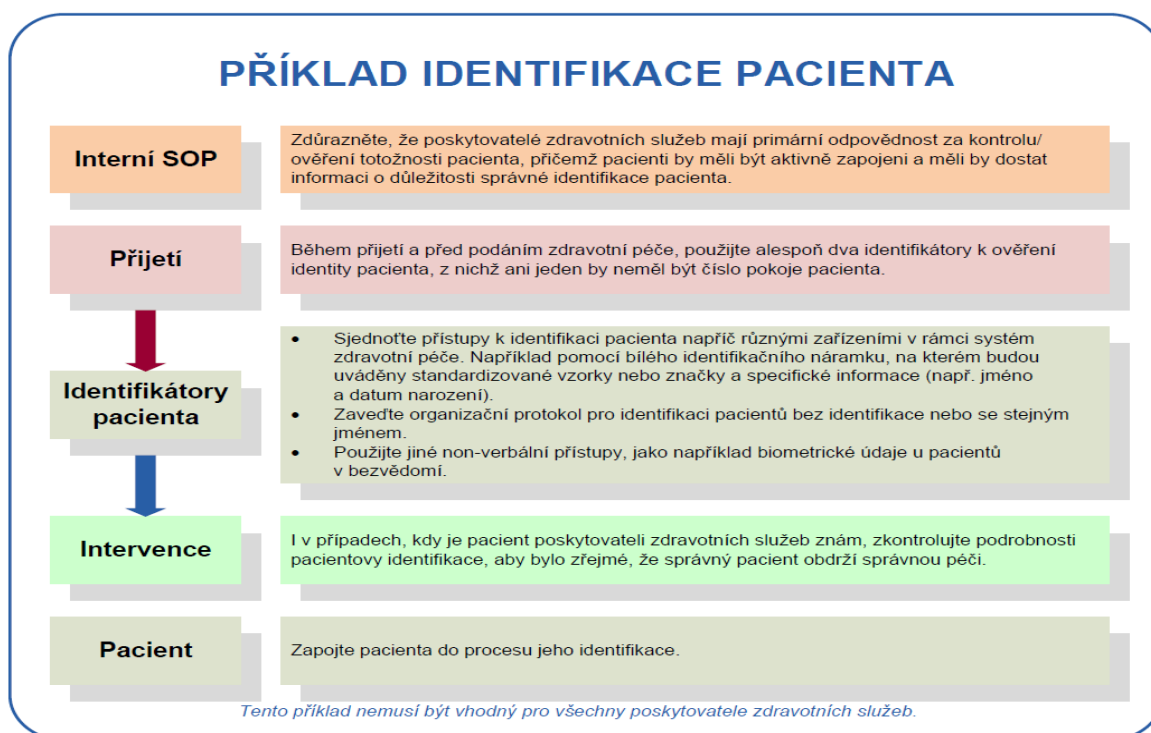 PŘÍKLAD IDENTIFIKACE PACIENTA
Interní SOP
Zdůrazněte, že poskytovatelé zdravotních služeb mají primární odpovědnost za kontrolu/
ověření totožnosti pacienta, přičemž pacienti by měli být aktivně zapojeni a měli by dostat
informaci o důležitosti správné identifikace pacienta.
Přijetí
Během přijetí a před podáním zdravotní péče, použijte alespoň dva identifikátory k ověření
identity pacienta, z nichž ani jeden by neměl být číslo pokoje pacienta.
Identifikátory
pacienta
• Sjednoťte přístupy k identifikaci pacienta napříč různými zařízeními v rámci systém
zdravotní péče. Například pomocí bílého identifikačního náramku, na kterém budou
uváděny standardizované vzorky nebo značky a specifické informace (např. jméno
a datum narození).
• Zaveďte organizační protokol pro identifikaci pacientů bez identifikace nebo se stejným
jménem.
• Použijte jiné non-verbální přístupy, jako například biometrické údaje u pacientů
v bezvědomí.
Intervence
I v případech, kdy je pacient poskytovateli zdravotních služeb znám, zkontrolujte podrobnosti
pacientovy identifikace, aby bylo zřejmé, že správný pacient obdrží správnou péči.
Pacient
Zapojte pacienta do procesu jeho identifikace.
Tento příklad nemusí být vhodný pro všechny poskytovatele zdravotních služeb.